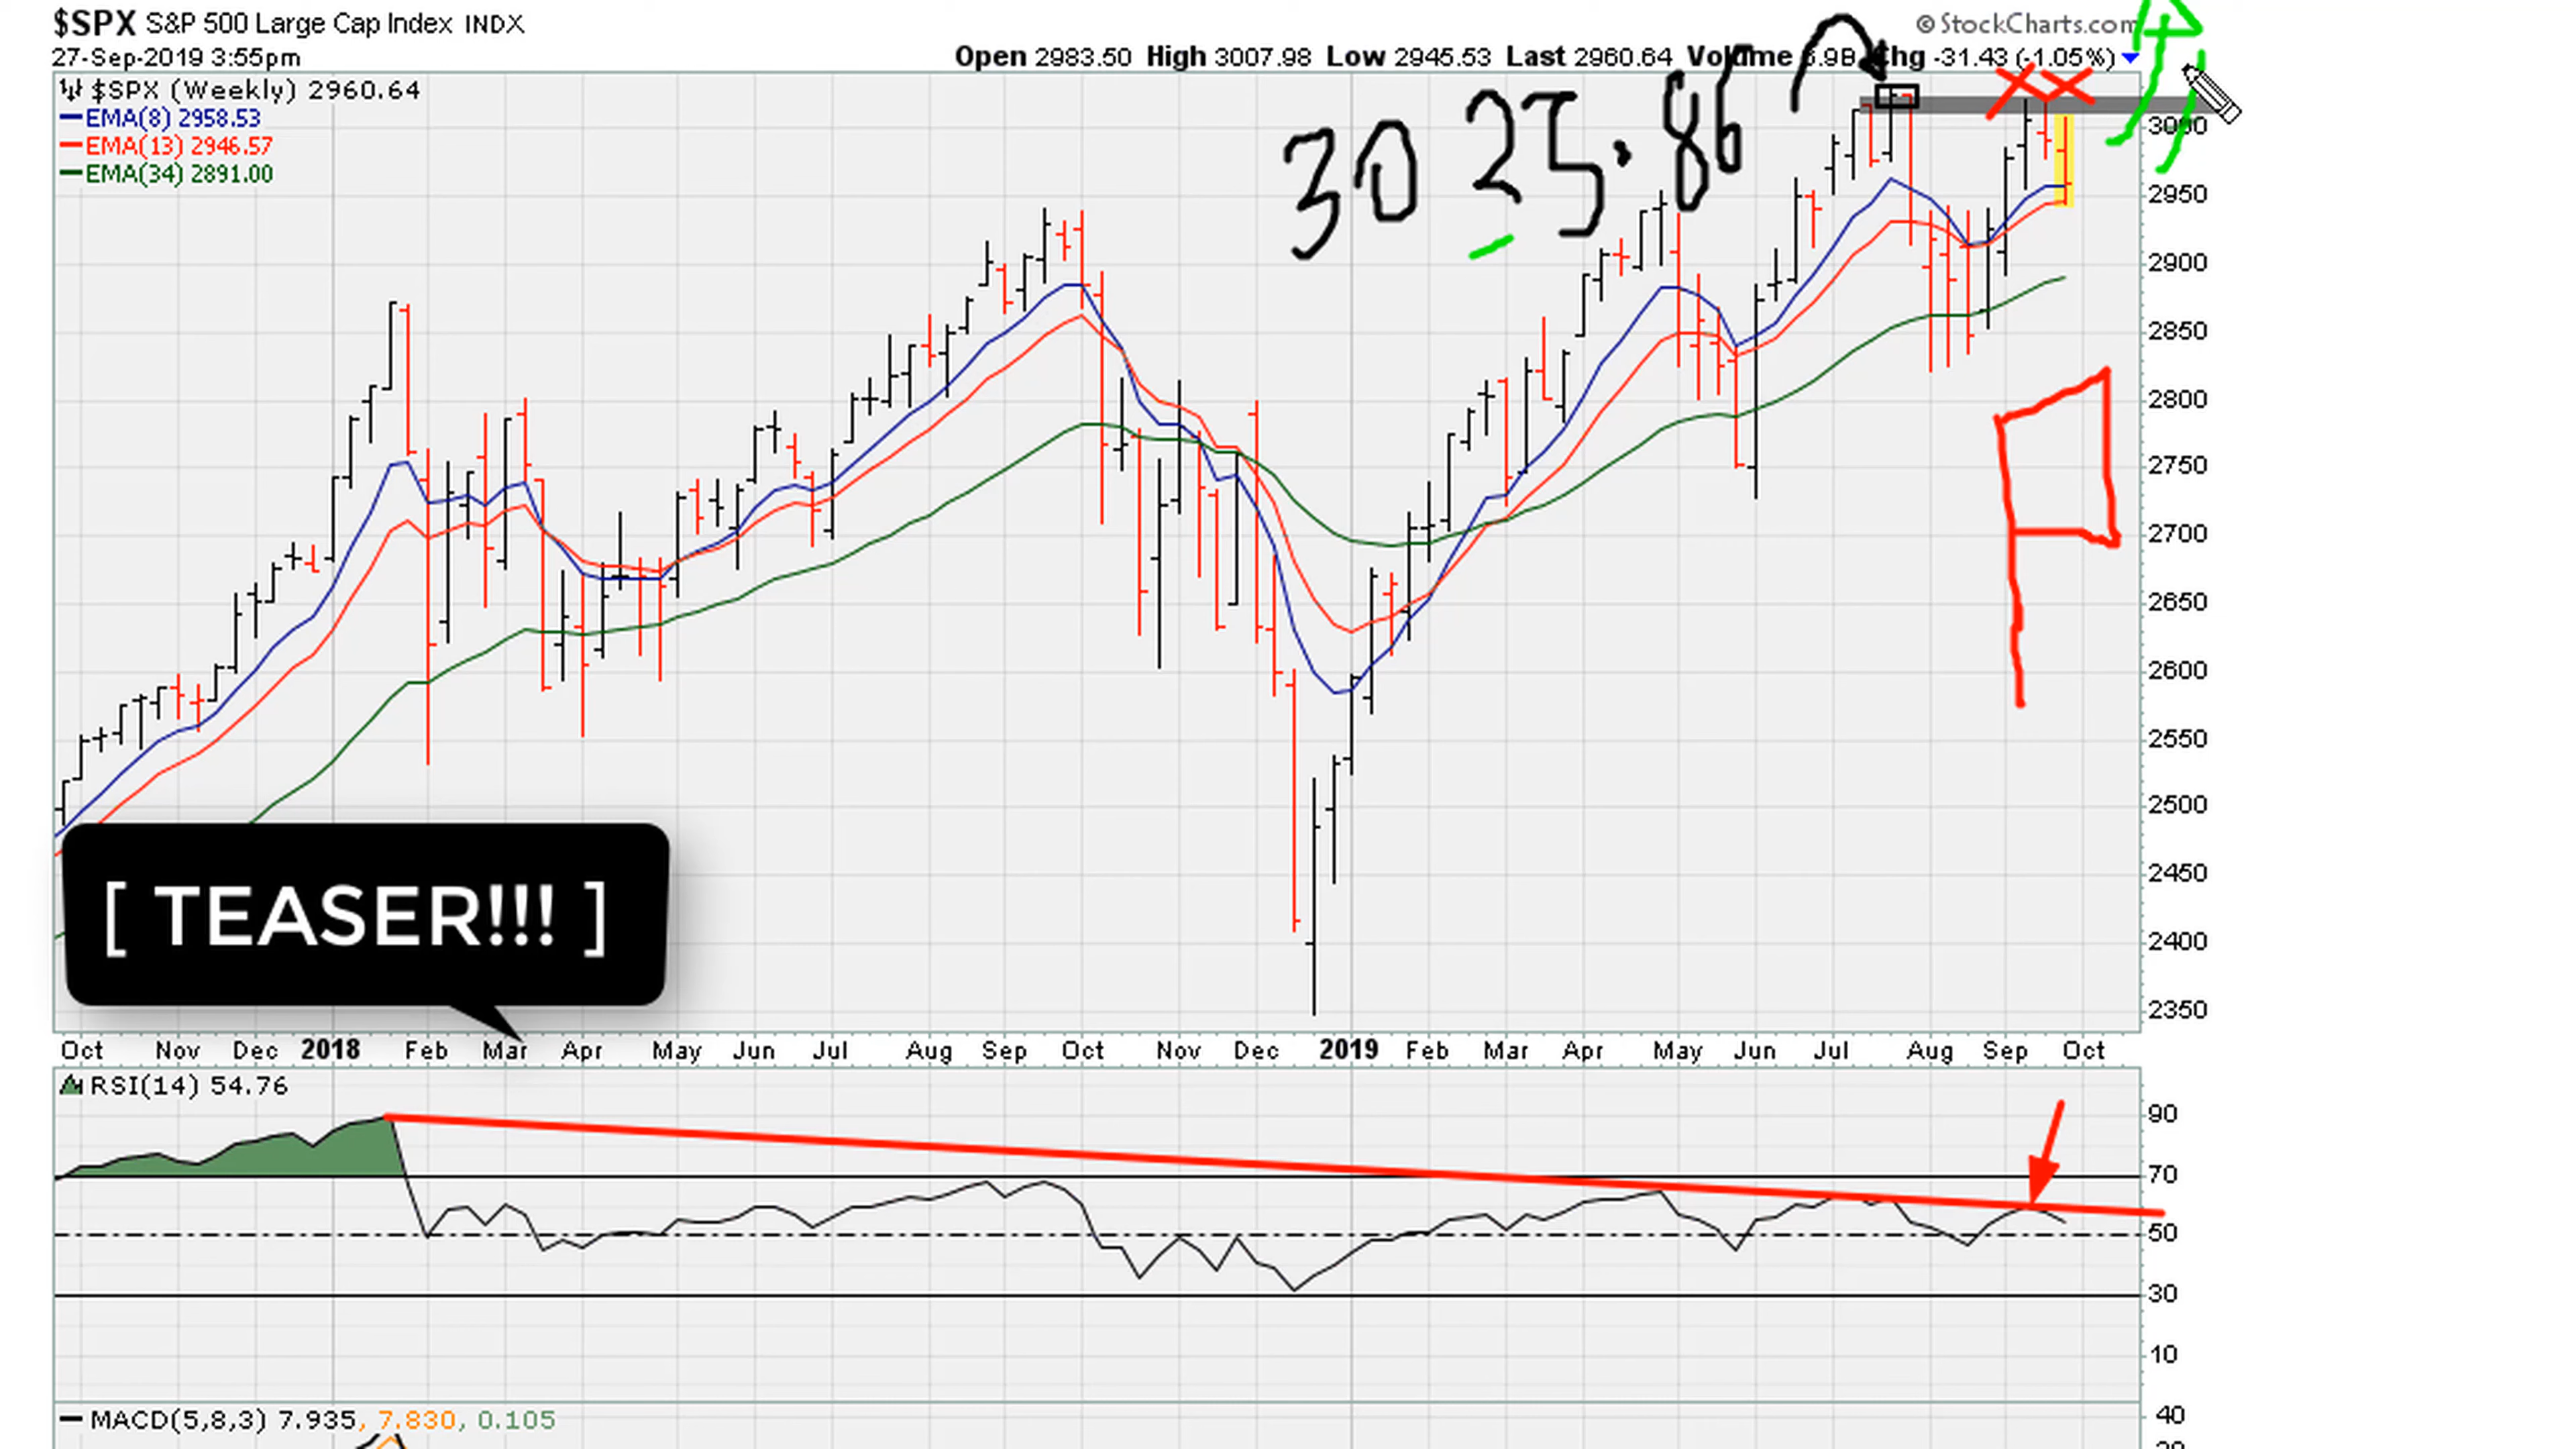 $SPX S&P 500 Large Cap Index INDX
© StockCharts.com
27-Sep-2019 3:55pm
Open 2983.50 High 3007.98 Low 2945.53 Last 2960.64 Volume 6.9B Chg -31.43 (-1.05%)
$SPX (Weekly) 2960.64
EMA(8) 2958.53
EMA(13) 2946.57
EMA(34) 2891.00
3025.86
3000
2950
2900
2850
2800
2750
2700
2650
2600
2550
2500
2450
2400
2350
[ TEASER!!! ]
Oct Nov Dec 2018 Feb Mar Apr May Jun Jul Aug Sep Oct Nov Dec 2019 Feb Mar Apr May Jun Jul Aug Sep Oct
RSI(14) 54.76
90
70
50
30
10
MACD(5,8,3) 7.935, 7.830, 0.105
40